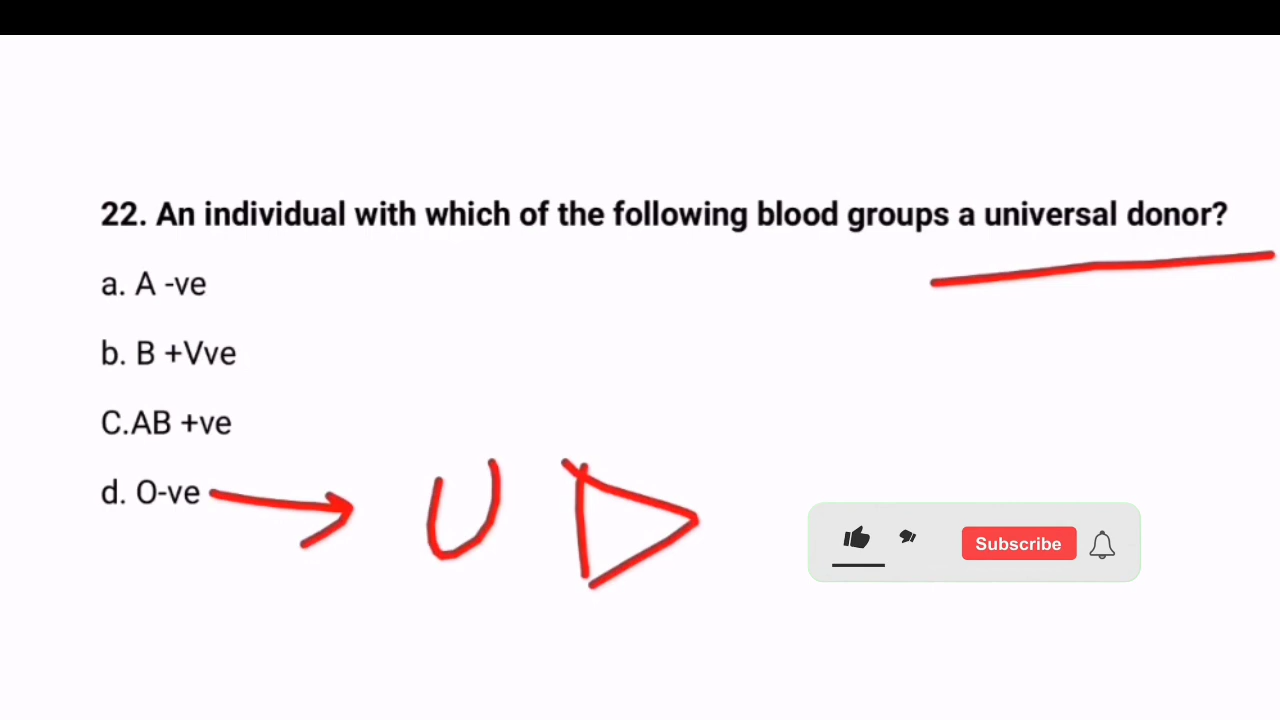 22. An individual with which of the following blood groups a universal donor?
a. A -ve
b. B +Vve
C.AB +ve
d. O-ve
U D
Subscribe